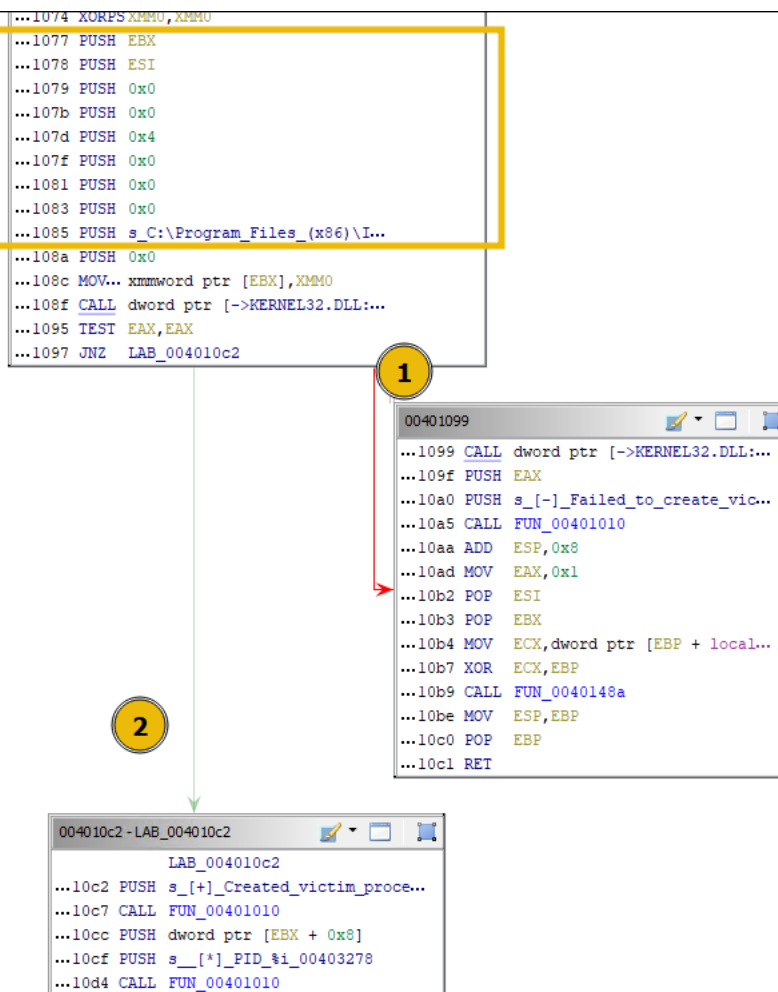 ...1074 XORPS XMM0,XMM0
...1077 PUSH EBX
...1078 PUSH ESI
...1079 PUSH 0x0
...107b PUSH 0x0
...107d PUSH 0x4
...107f PUSH 0x0
...1081 PUSH 0x0
...1083 PUSH 0x0
...1085 PUSH s_C:\Program_Files_(x86)\I...
...108a PUSH 0x0
...108c MOV... xmmword ptr [EBX],XMM0
...108f CALL dword ptr [->KERNEL32.DLL:...
...1095 TEST EAX,EAX
...1097 JNZ LAB_004010c2
1
00401099
...1099 CALL dword ptr [->KERNEL32.DLL:...
...109f PUSH EAX
...10a0 PUSH s_[-]_Failed_to_create_vic...
...10a5 CALL FUN_00401010
...10aa ADD ESP,0x8
...10ad MOV EAX,0x1
...10b2 POP ESI
...10b3 POP EBX
...10b4 MOV ECX,dword ptr [EBP + local...
...10b7 XOR ECX,EBP
...10b9 CALL FUN_0040148a
...10be MOV ESP,EBP
...10c0 POP EBP
...10c1 RET
2
004010c2 - LAB_004010c2
LAB_004010c2
...10c2 PUSH s_[+]_Created_victim_proce...
...10c7 CALL FUN_00401010
...10cc PUSH dword ptr [EBX + 0x8]
...10cf PUSH s__[*]_PID_%i_00403278
...10d4 CALL FUN_00401010